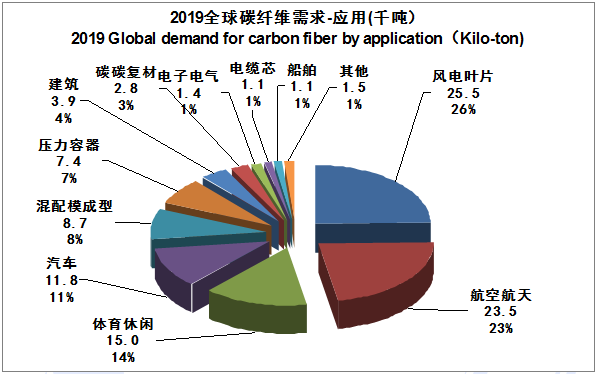 2019全球碳纤维需求-应用(千吨）
2019 Global demand for carbon fiber by application（Kilo-ton)
风电叶片
25.5
26%
航空航天
23.5
23%
体育休闲
15.0
14%
汽车
11.8
11%
混配模成型
8.7
8%
压力容器
7.4
7%
建筑
3.9
4%
碳碳复材
2.8
3%
电子电气
1.4
1%
电缆芯
1.1
1%
船舶
1.1
1%
其他
1.5
1%